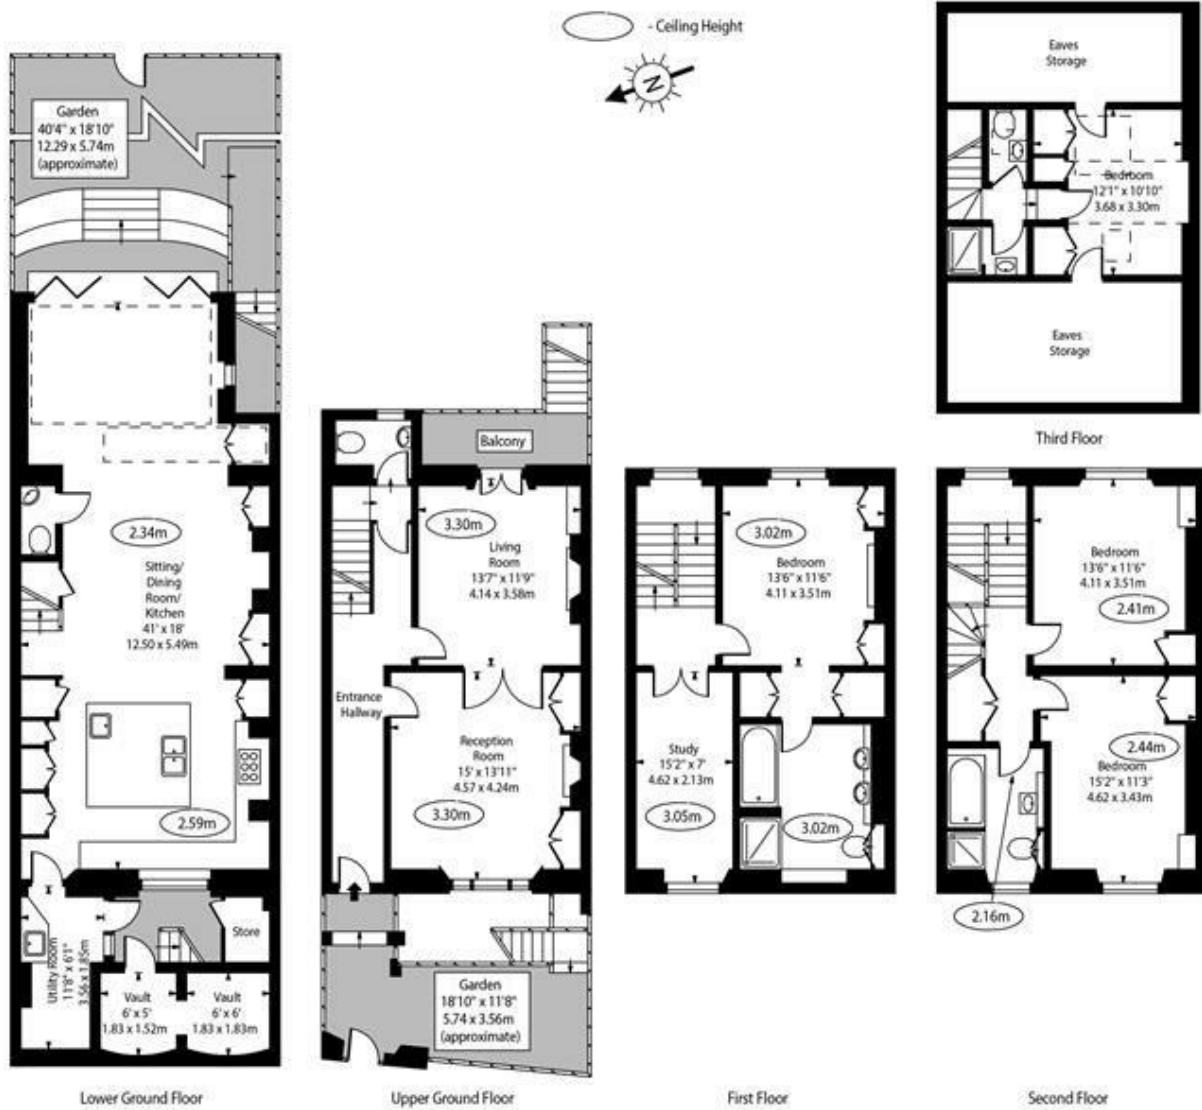 - Ceiling Height
N
Garden
40'4" x 18'10"
12.29 x 5.74m
(approximate)
2.34m
Sitting/
Dining
Room/
Kitchen
41' x 18'
12.50 x 5.49m
2.59m
Utility Room
11'8" x 6'1"
3.56 x 1.85m
Store
Vault
6' x 5'
1.83 x 1.52m
Vault
6' x 6'
1.83 x 1.83m
Lower Ground Floor
Balcony
3.30m
Living
Room
13'7" x 11'9"
4.14 x 3.58m
Entrance
Hallway
Reception
Room
15' x 13'11"
4.57 x 4.24m
3.30m
Garden
18'10" x 11'8"
5.74 x 3.56m
(approximate)
Upper Ground Floor
3.02m
Bedroom
13'6" x 11'6"
4.11 x 3.51m
Study
15'2" x 7'
4.62 x 2.13m
3.05m
3.02m
First Floor
Eaves
Storage
Bedroom
12'1" x 10'10"
3.68 x 3.30m
Eaves
Storage
Third Floor
Bedroom
13'6" x 11'6"
4.11 x 3.51m
2.41m
2.44m
Bedroom
15'2" x 11'3"
4.62 x 3.43m
2.16m
Second Floor